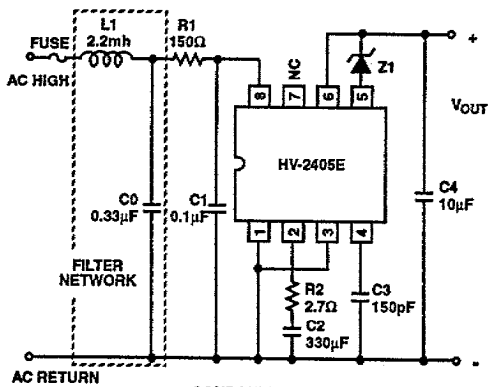 L1
2.2mh
R1
150Ω
FUSE
AC HIGH
8
7
NC
6
5
Z1
+
VOUT
HV-2405E
C0
0.33µF
C1
0.1µF
C4
10µF
1
2
3
4
FILTER
NETWORK
R2
2.7Ω
C2
330µF
C3
150pF
AC RETURN
-